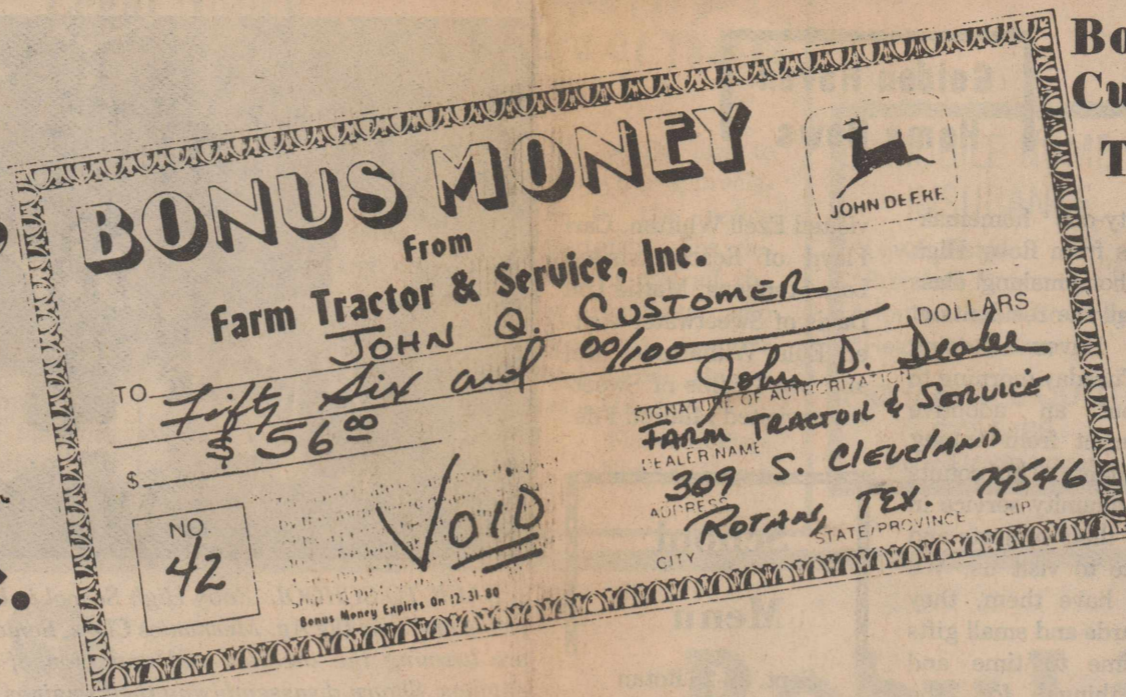 Bo
Cu
T
BONUS MONEY
JOHN DEERE
From
Farm Tractor & Service, Inc.
TO JOHN Q. CUSTOMER
Fifty Six and 00/100 DOLLARS
$ $ 56 00
John D. Dealer
SIGNATURE OF AUTHORIZATION
FARM TRACTOR & SERVICE
DEALER NAME
309 S. CLEVELAND
ADDRESS
ROTAN, TEX. 79546
CITY STATE/PROVINCE ZIP
NO
42
VOID
Bonus Money Expires On 12-31-80